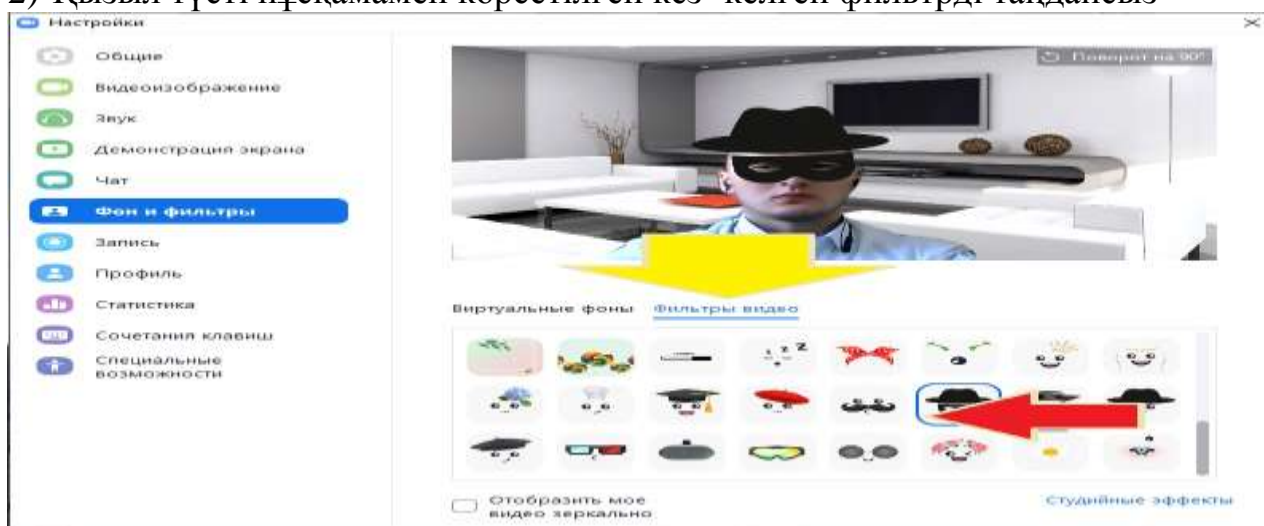 2) Қызыл түсті нұсқамамен көрсетілген кез- келген фильтрді таңдаңыз
Настройки
Общие
Видеоизображение
Звук
Демонстрация экрана
Чат
Фон и фильтры
Запись
Профиль
Статистика
Сочетания клавиш
Специальные
возможности
Поворот на 90°
Виртуальные фоны Фильтры видео
Отобразить мое
видео зеркально
Студийные эффекты